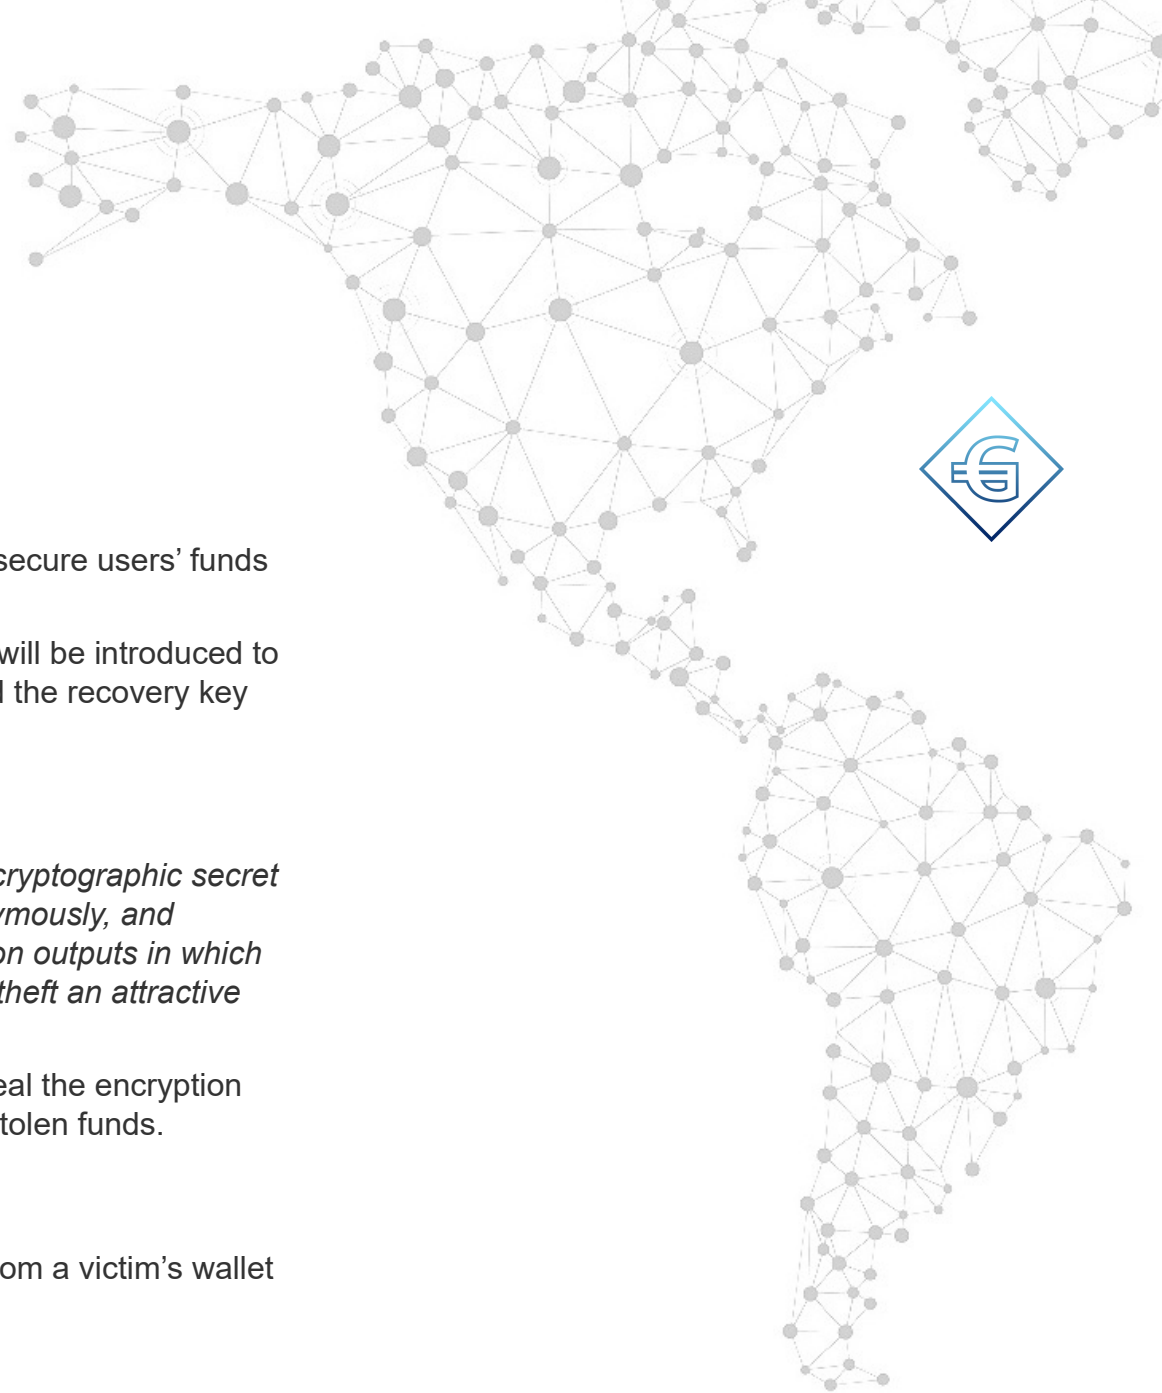 secure users’ funds
will be introduced to
the recovery key
cryptographic secret
ymously, and
on outputs in which
theft an attractive
eal the encryption
tolen funds.
om a victim’s wallet